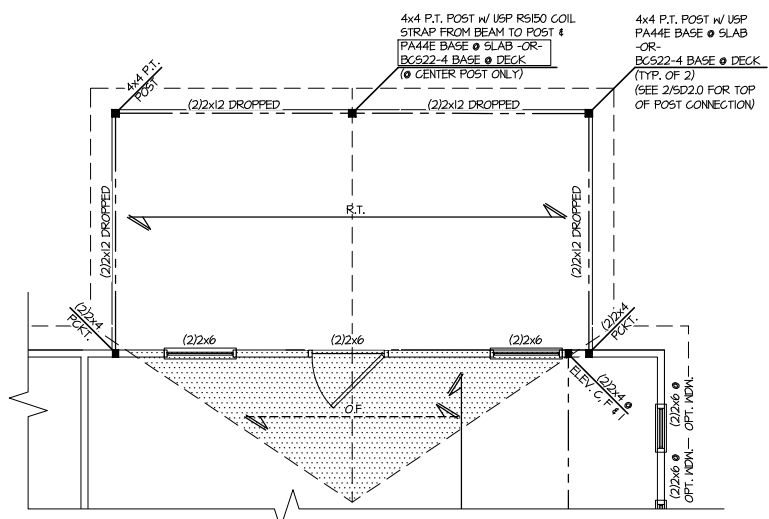 4x4 P.T. POST W/ USP RS150 COIL
STRAP FROM BEAM TO POST &
PA44E BASE @ SLAB -OR-
BCS22-4 BASE @ DECK
(@ CENTER POST ONLY)
4x4 P.T. POST W/ USP
PA44E BASE @ SLAB
-OR-
BCS22-4 BASE @ DECK
(TYP. OF 2)
(SEE 2/SD2.0 FOR TOP
OF POST CONNECTION)
4x4 P.T.
POST
(2)2x12 DROPPED
(2)2x12 DROPPED
(2)2x12 DROPPED
(2)2x12 DROPPED
R.T.
(2)2x4
PCKT.
(2)2x6
(2)2x6
(2)2x6
(2)2x4
PCKT.
(2)2x4 @
ELEV. C, F & I
O.F.
(2)2x6 @
OPT. WDW.
(2)2x6 @
OPT. WDW.